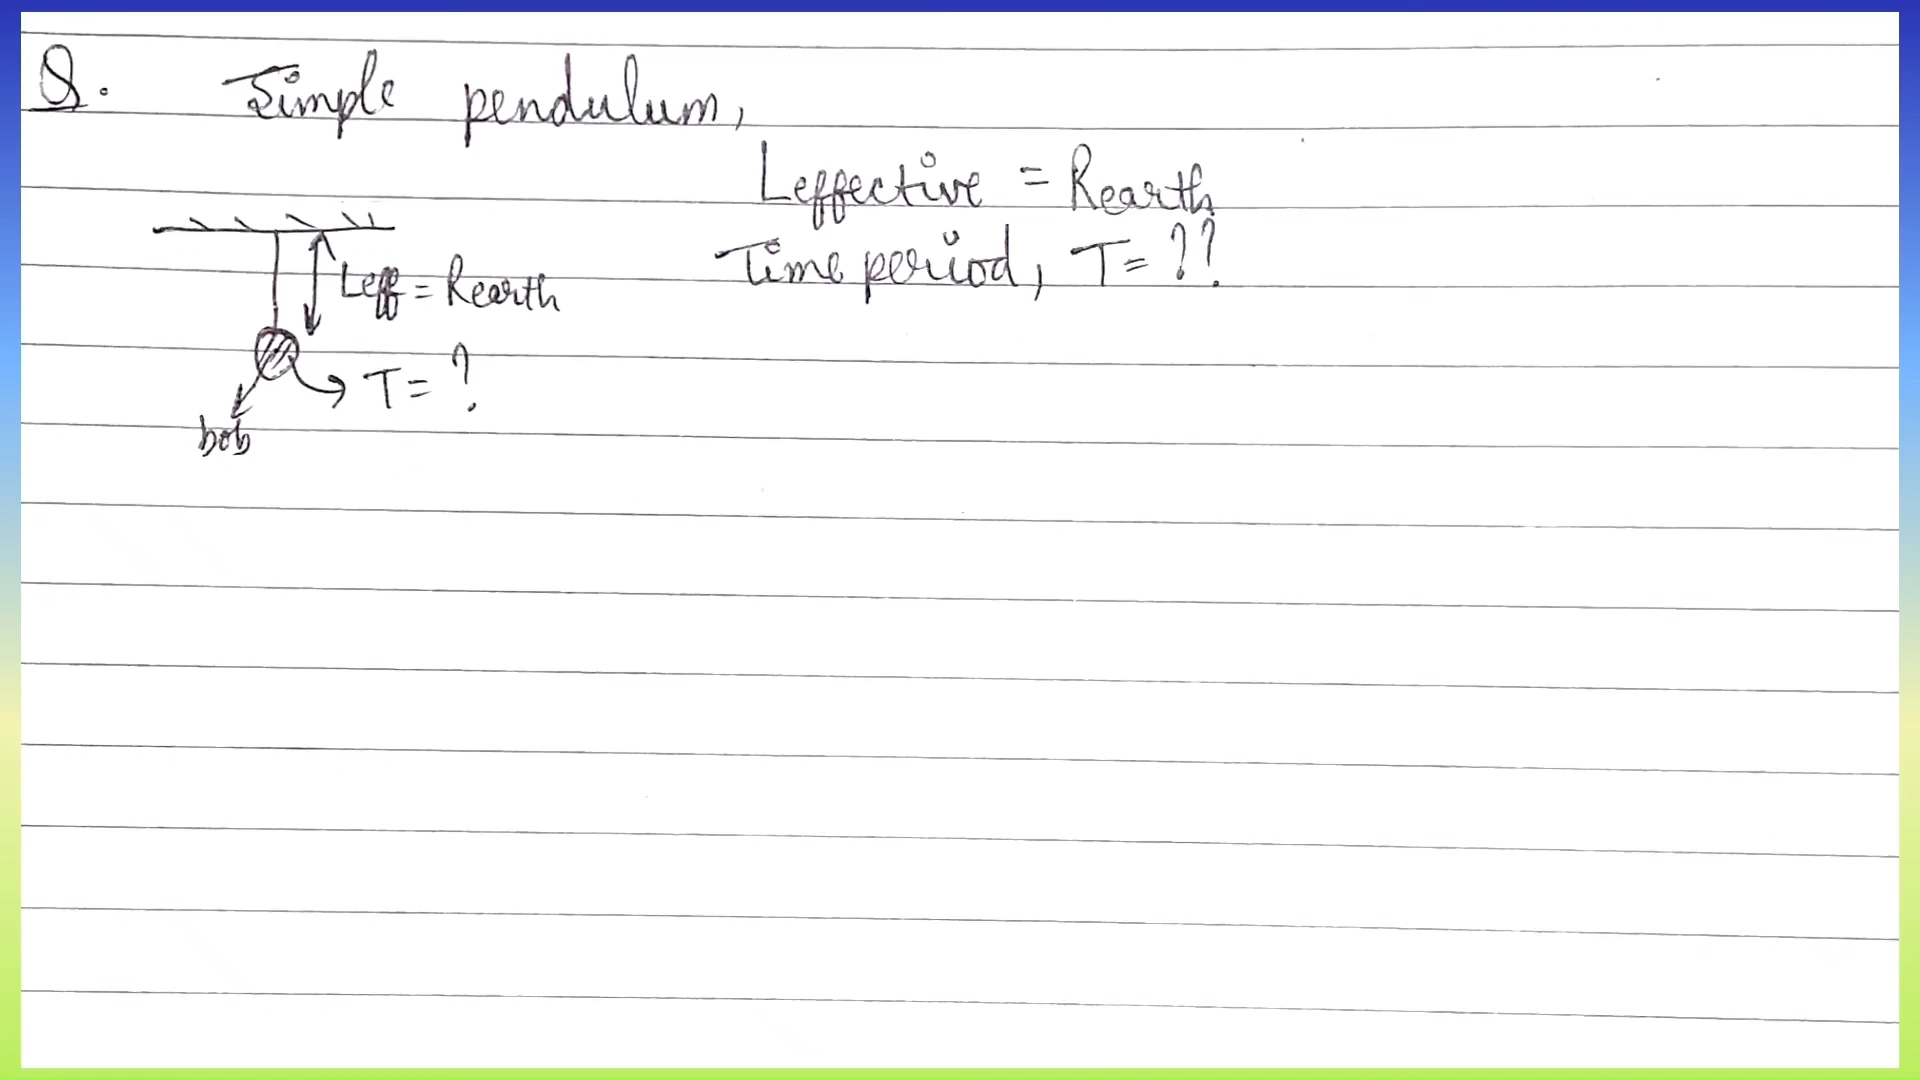 Q. Simple pendulum,
Leffective = Rearth
Time period, T = ??
Leff = Rearth
T = ?
bob